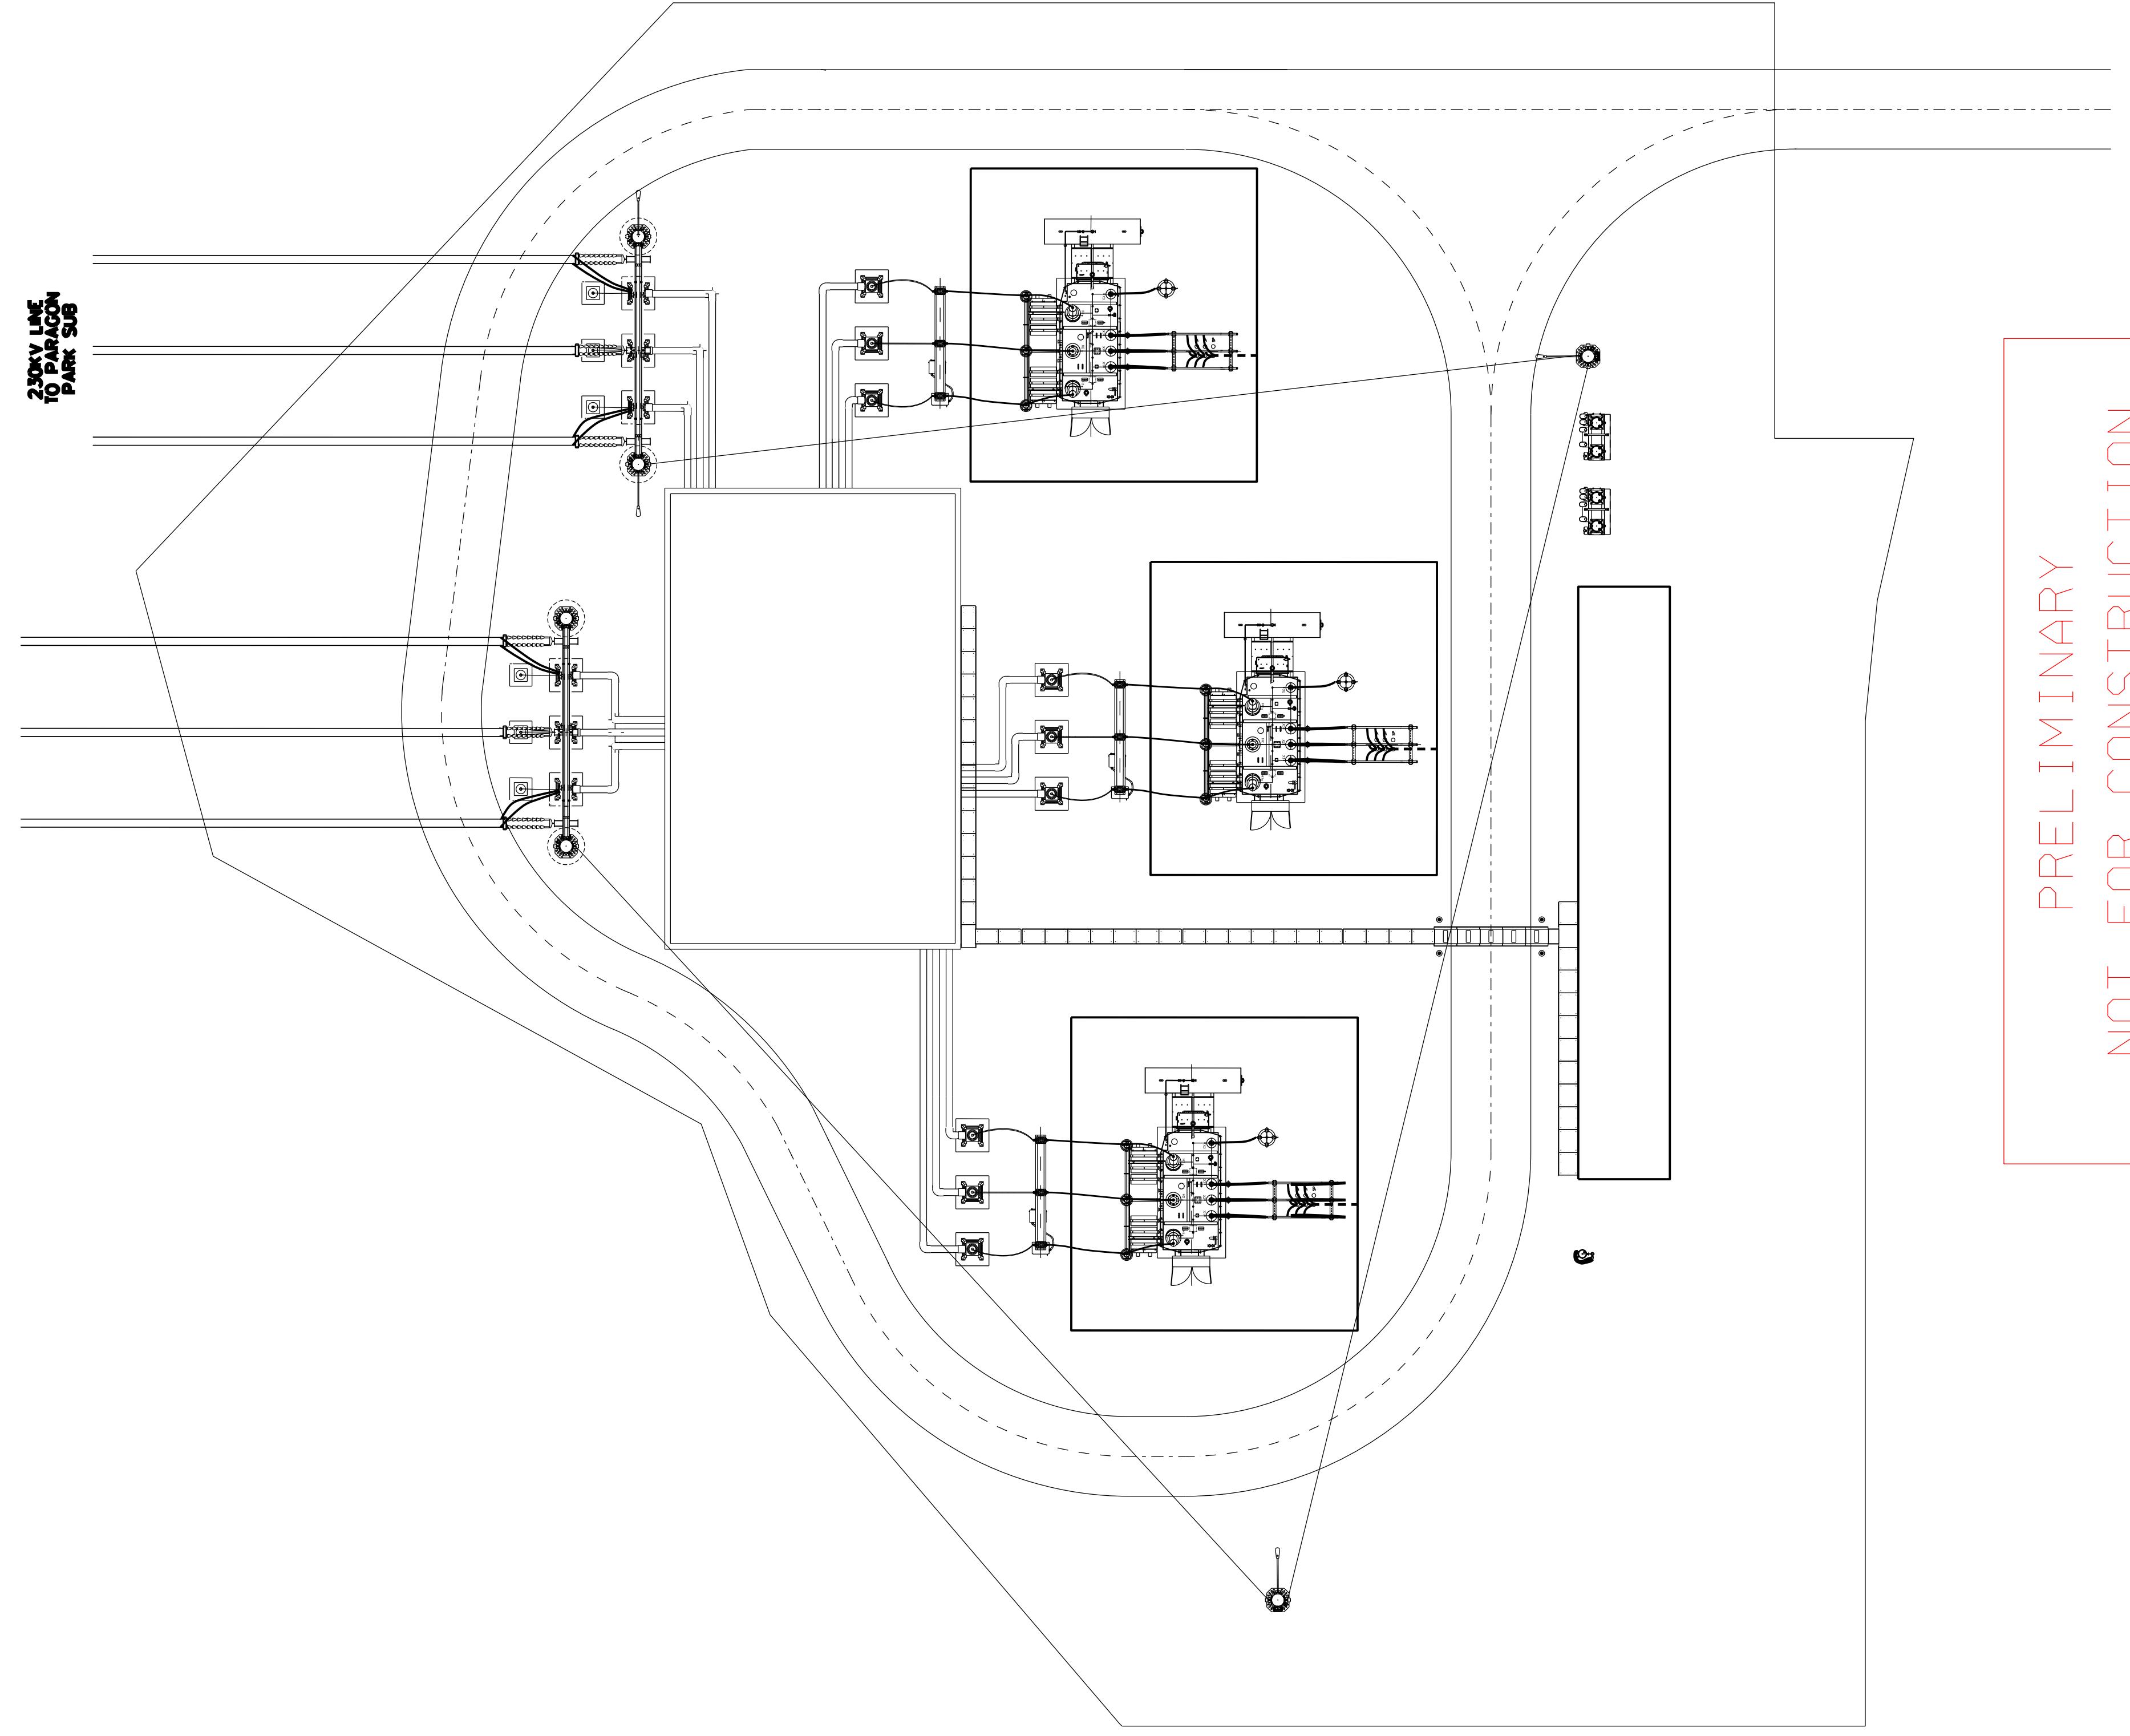 230KV LINE
TO PARAGON
PARK SUB
PRELIMINARY
NOT FOR CONSTRUCTION